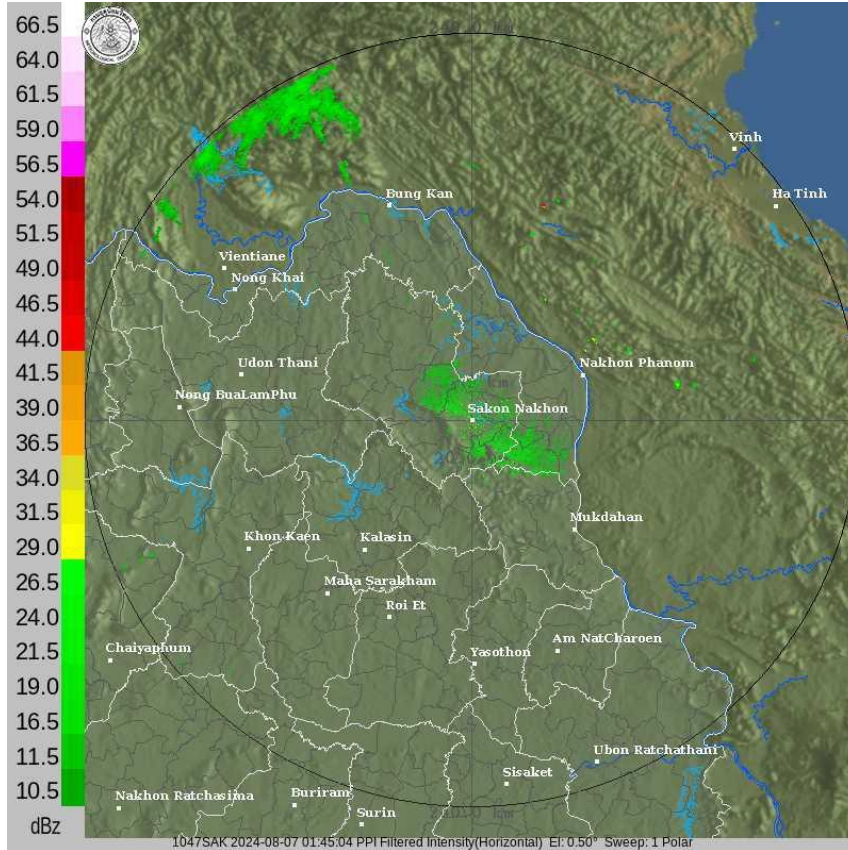 66.5
64.0
61.5
59.0
56.5
54.0
51.5
49.0
46.5
44.0
41.5
39.0
36.5
34.0
31.5
29.0
26.5
24.0
21.5
19.0
16.5
11.5
10.5
dBz
Vinh
Ha Tinh
Bung Kan
Vientiane
Nong Khai
Udon Thani
Nakhon Phanom
Nong BuaLamPhu
km
Sakon Nakhon
Mukdahan
Khon Kaen
Kalasin
Maha Sarakham
Roi Et
Chaiyaphum
Yasothon
Am NatCharoen
Ubon Ratchathani
Sisaket
Nakhon Ratchasima
Buriram
Surin
1047SAK 2024-08-07 01:45:04 PPI Filtered Intensity(Horizontal) El: 0.50° Sweep: 1 Polar